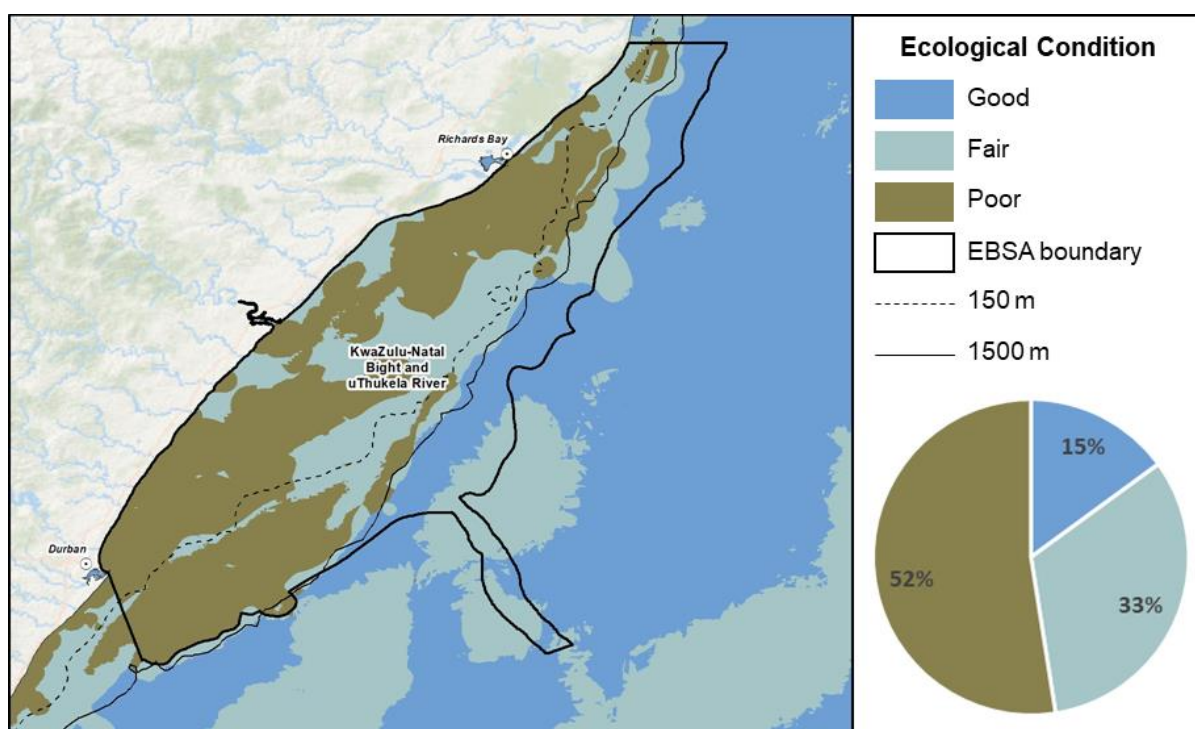 Richards Bay
KwaZulu-Natal
Bight and
uThukela River
Durban
Ecological Condition
Good
Fair
Poor
EBSA boundary
150 m
1500 m
15%
52%
33%